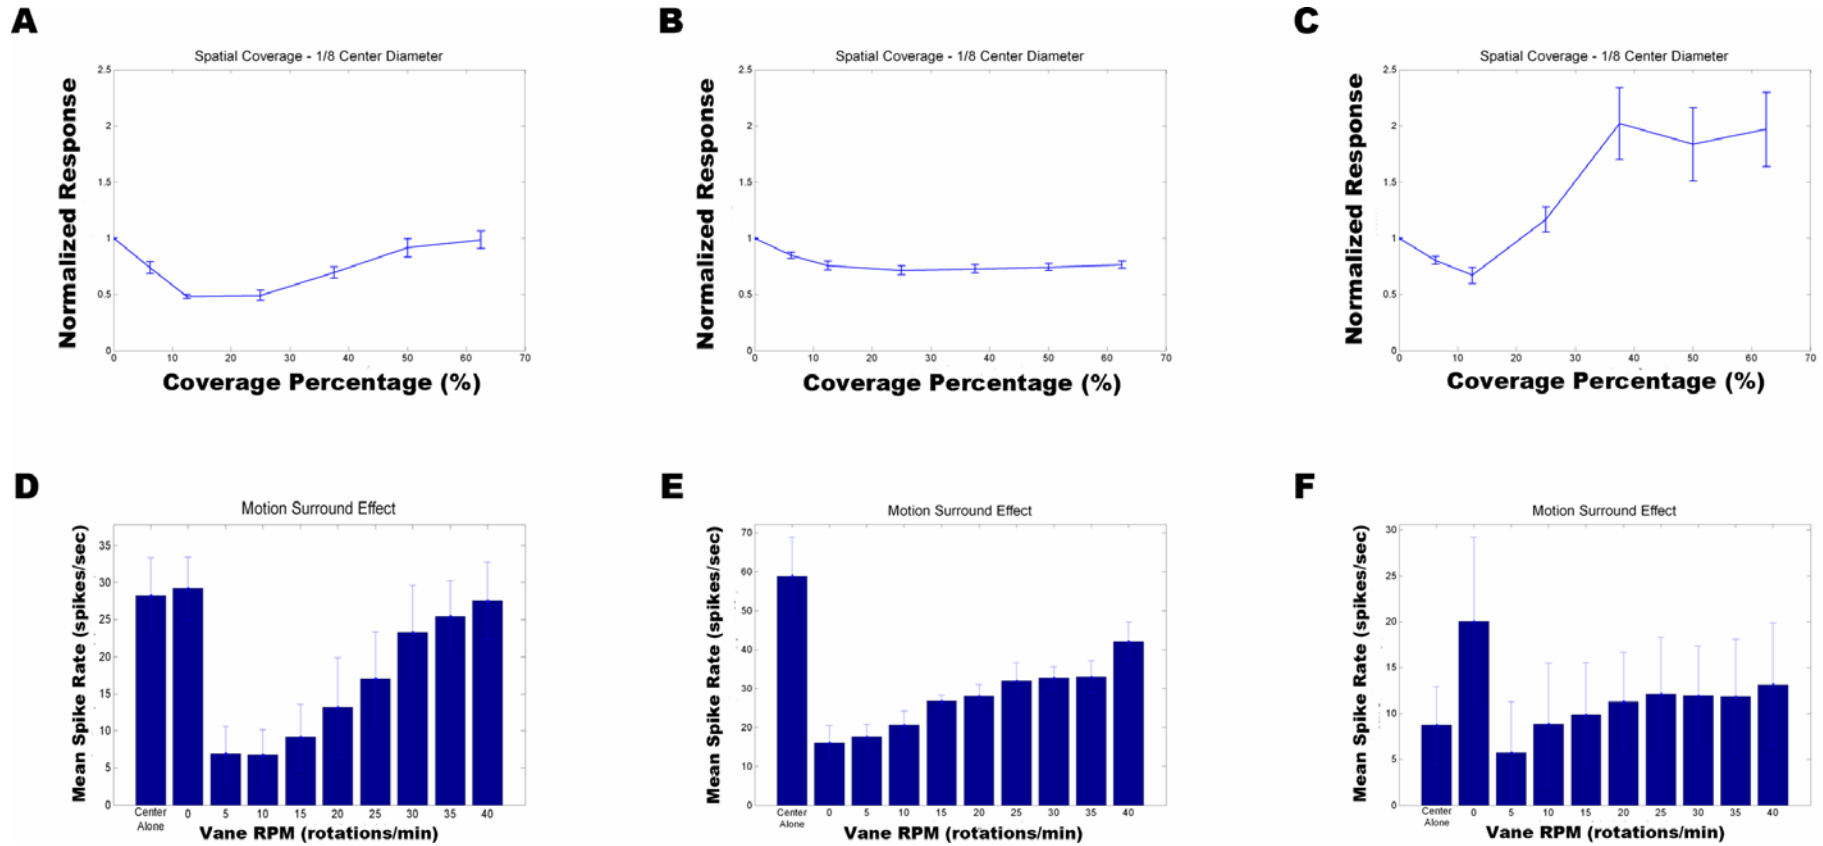 A
B
C
Spatial Coverage - 1/8 Center Diameter
Spatial Coverage - 1/8 Center Diameter
Spatial Coverage - 1/8 Center Diameter
2.5
2
1.5
1
0.5
0
Normalized Response
0 10 20 30 40 50 60 70
Coverage Percentage (%)
2.5
2
1.5
1
0.5
0
Normalized Response
0 10 20 30 40 50 60 70
Coverage Percentage (%)
2.5
2
1.5
1
0.5
0
Normalized Response
0 10 20 30 40 50 60 70
Coverage Percentage (%)
D
E
F
Motion Surround Effect
35
30
25
20
15
10
5
0
Mean Spike Rate (spikes/sec)
Center Alone 0 5 10 15 20 25 30 35 40
Vane RPM (rotations/min)
Motion Surround Effect
70
60
50
40
30
20
10
0
Mean Spike Rate (spikes/sec)
Center Alone 0 5 10 15 20 25 30 35 40
Vane RPM (rotations/min)
Motion Surround Effect
30
25
20
15
10
5
0
Mean Spike Rate (spikes/sec)
Center Alone 0 5 10 15 20 25 30 35 40
Vane RPM (rotations/min)